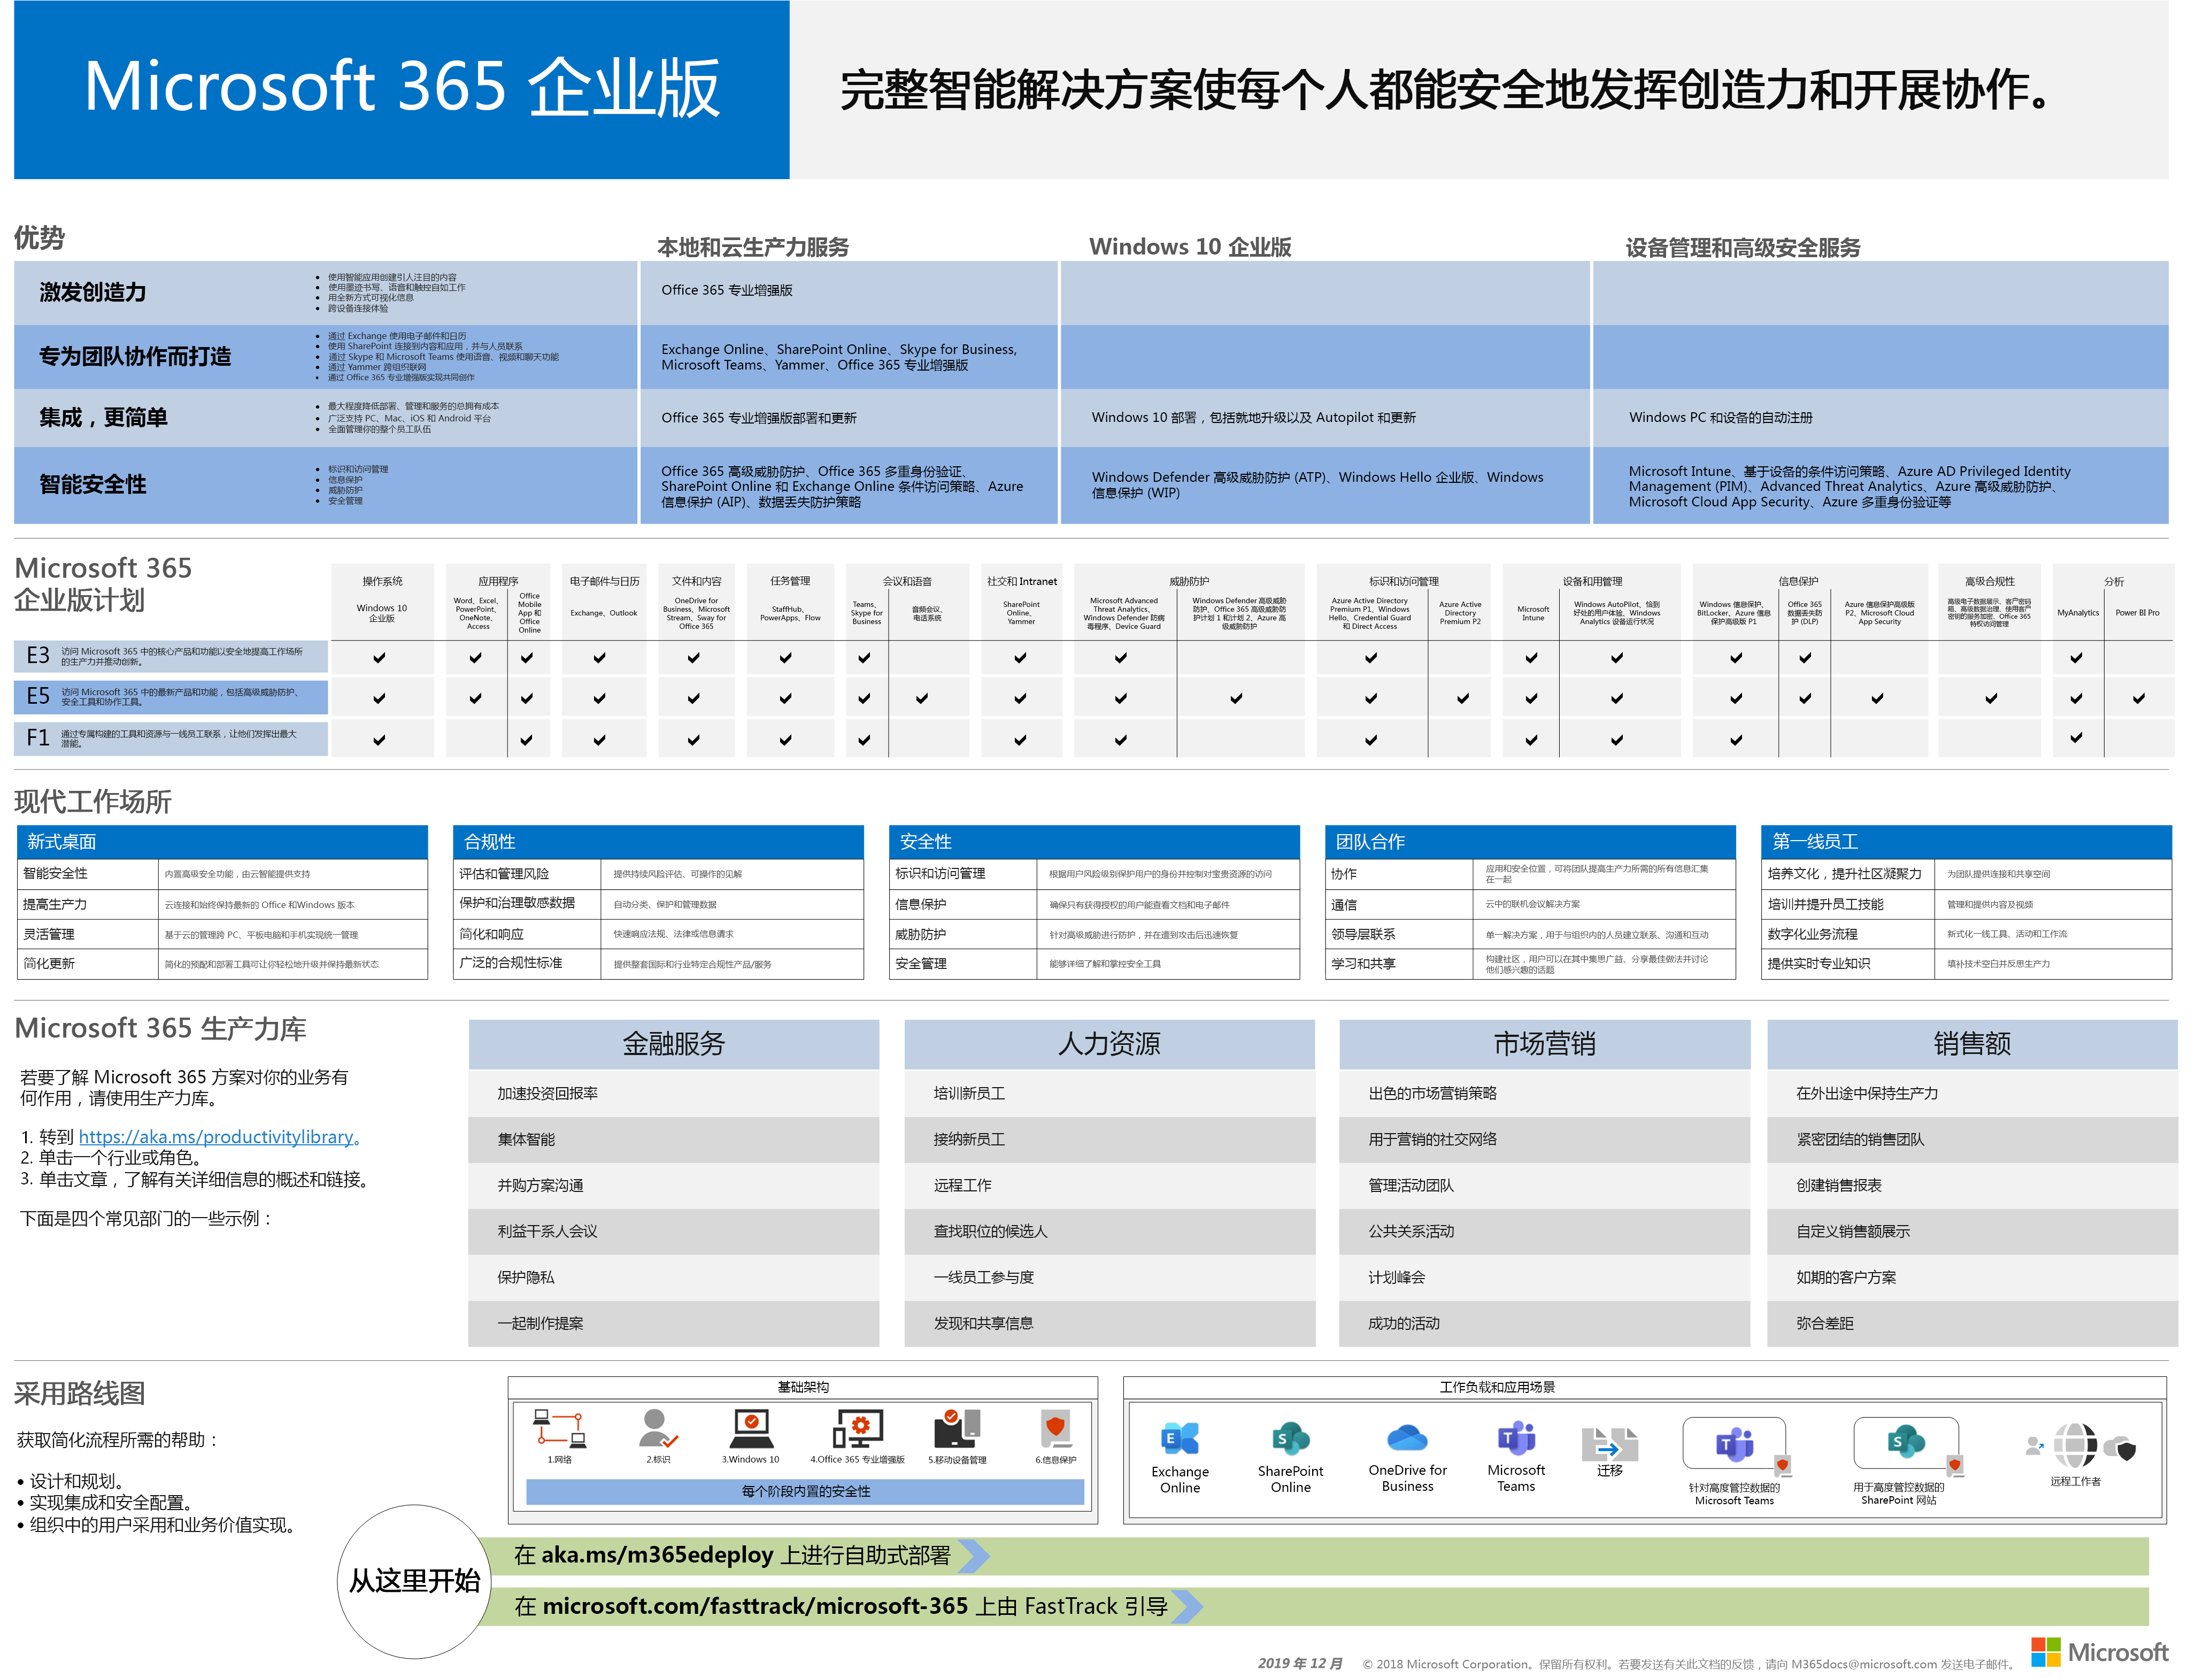 Microsoft 365 企业版
完整智能解决方案使每个人都能安全地发挥创造力和开展协作。
优势
本地和云生产力服务
Windows 10 企业版
设备管理和高级安全服务
激发创造力
• 使用智能应用创建引人注目的内容
• 使用墨迹书写、语音和触控自如工作
• 用全新方式可视化信息
• 跨设备连接体验
Office 365 专业增强版
专为团队协作而打造
• 通过 Exchange 使用电子邮件和日历
• 使用 SharePoint 连接到内容和应用，并与人员联系
• 通过 Skype 和 Microsoft Teams 使用语音、视频和聊天功能
• 通过 Yammer 跨组织联网
• 通过 Office 365 专业增强版实现共同创作
Exchange Online、SharePoint Online、Skype for Business,
Microsoft Teams、Yammer、Office 365 专业增强版
集成，更简单
• 最大程度降低部署、管理和服务的总拥有成本
• 广泛支持 PC、Mac、iOS 和 Android 平台
• 全面管理你的整个员工队伍
Office 365 专业增强版部署和更新
Windows 10 部署，包括就地升级以及 Autopilot 和更新
Windows PC 和设备的自动注册
智能安全性
• 标识和访问管理
• 信息保护
• 威胁防护
• 安全管理
Office 365 高级威胁防护、Office 365 多重身份验证、
SharePoint Online 和 Exchange Online 条件访问策略、Azure
信息保护 (AIP)、数据丢失防护策略
Windows Defender 高级威胁防护 (ATP)、Windows Hello 企业版、Windows
信息保护 (WIP)
Microsoft Intune、基于设备的条件访问策略、Azure AD Privileged Identity
Management (PIM)、Advanced Threat Analytics、Azure 高级威胁防护、
Microsoft Cloud App Security、Azure 多重身份验证等
Microsoft 365
企业版计划
操作系统
Windows 10
企业版
应用程序
Word、Excel、
PowerPoint、
OneNote、
Access
Office
Mobile
App 和
Office
Online
电子邮件与日历
Exchange、Outlook
文件和内容
OneDrive for
Business、Microsoft
Stream、Sway for
Office 365
任务管理
StaffHub、
PowerApps、Flow
会议和语音
Teams、
Skype for
Business
音频会议、
电话系统
社交和 Intranet
SharePoint
Online、
Yammer
威胁防护
Microsoft Advanced
Threat Analytics、
Windows Defender 防病
毒程序、Device Guard
Windows Defender 高级威胁
防护、Office 365 高级威胁防
护计划 1 和计划 2、Azure 高
级威胁防护
标识和访问管理
Azure Active Directory
Premium P1、Windows
Hello、Credential Guard
和 Direct Access
Azure Active
Directory
Premium P2
设备和用管理
Microsoft
Intune
Windows AutoPilot、恰到
好处的用户体验、Windows
Analytics 设备运行状况
信息保护
Windows 信息保护、
BitLocker、Azure 信息
保护高级版 P1
Office 365
数据丢失防
护 (DLP)
Azure 信息保护高级版
P2、Microsoft Cloud
App Security
高级合规性
高级电子数据展示、客户密码
箱、高级数据治理、使用客户
密钥的服务加密、Office 365
特权访问管理
分析
MyAnalytics
Power BI Pro
E3
访问 Microsoft 365 中的核心产品和功能以安全地提高工作场所
的生产力并推动创新。
E5
访问 Microsoft 365 中的最新产品和功能，包括高级威胁防护、
安全工具和协作工具。
F1
通过专属构建的工具和资源与一线员工联系，让他们发挥出最大
潜能。
现代工作场所
新式桌面
智能安全性
内置高级安全功能，由云智能提供支持
提高生产力
云连接和始终保持最新的 Office 和Windows 版本
灵活管理
基于云的管理跨 PC、平板电脑和手机实现统一管理
简化更新
简化的预配和部署工具可让你轻松地升级并保持最新状态
合规性
评估和管理风险
提供持续风险评估、可操作的见解
保护和治理敏感数据
自动分类、保护和管理数据
简化和响应
快速响应法规、法律或信息请求
广泛的合规性标准
提供整套国际和行业特定合规性产品/服务
安全性
标识和访问管理
根据用户风险级别保护用户的身份并控制对宝贵资源的访问
信息保护
确保只有获得授权的用户能查看文档和电子邮件
威胁防护
针对高级威胁进行防护，并在遭到攻击后迅速恢复
安全管理
能够详细了解和掌控安全工具
团队合作
协作
应用和安全位置，可将团队提高生产力所需的所有信息汇集
在一起
通信
云中的联机会议解决方案
领导层联系
单一解决方案，用于与组织内的人员建立联系、沟通和互动
学习和共享
构建社区，用户可以在其中集思广益、分享最佳做法并讨论
他们感兴趣的话题
第一线员工
培养文化，提升社区凝聚力
为团队提供连接和共享空间
培训并提升员工技能
管理和提供内容及视频
数字化业务流程
新式化一线工具、活动和工作流
提供实时专业知识
填补技术空白并反思生产力
Microsoft 365 生产力库
若要了解 Microsoft 365 方案对你的业务有
何作用，请使用生产力库。
1. 转到 https://aka.ms/productivitylibrary。
2. 单击一个行业或角色。
3. 单击文章，了解有关详细信息的概述和链接。
下面是四个常见部门的一些示例：
金融服务
加速投资回报率
集体智能
并购方案沟通
利益干系人会议
保护隐私
一起制作提案
人力资源
培训新员工
接纳新员工
远程工作
查找职位的候选人
一线员工参与度
发现和共享信息
市场营销
出色的市场营销策略
用于营销的社交网络
管理活动团队
公共关系活动
计划峰会
成功的活动
销售额
在外出途中保持生产力
紧密团结的销售团队
创建销售报表
自定义销售额展示
如期的客户方案
弥合差距
采用路线图
获取简化流程所需的帮助：
• 设计和规划。
• 实现集成和安全配置。
• 组织中的用户采用和业务价值实现。
基础架构
1.网络
2.标识
3.Windows 10
4.Office 365 专业增强版
5.移动设备管理
6.信息保护
每个阶段内置的安全性
工作负载和应用场景
Exchange
Online
SharePoint
Online
OneDrive for
Business
Microsoft
Teams
迁移
针对高度管控数据的
Microsoft Teams
用于高度管控数据的
SharePoint 网站
远程工作者
从这里开始
在 aka.ms/m365edeploy 上进行自助式部署
在 microsoft.com/fasttrack/microsoft-365 上由 FastTrack 引导
2019 年 12 月
© 2018 Microsoft Corporation。保留所有权利。若要发送有关此文档的反馈，请向 M365docs@microsoft.com 发送电子邮件。
Microsoft